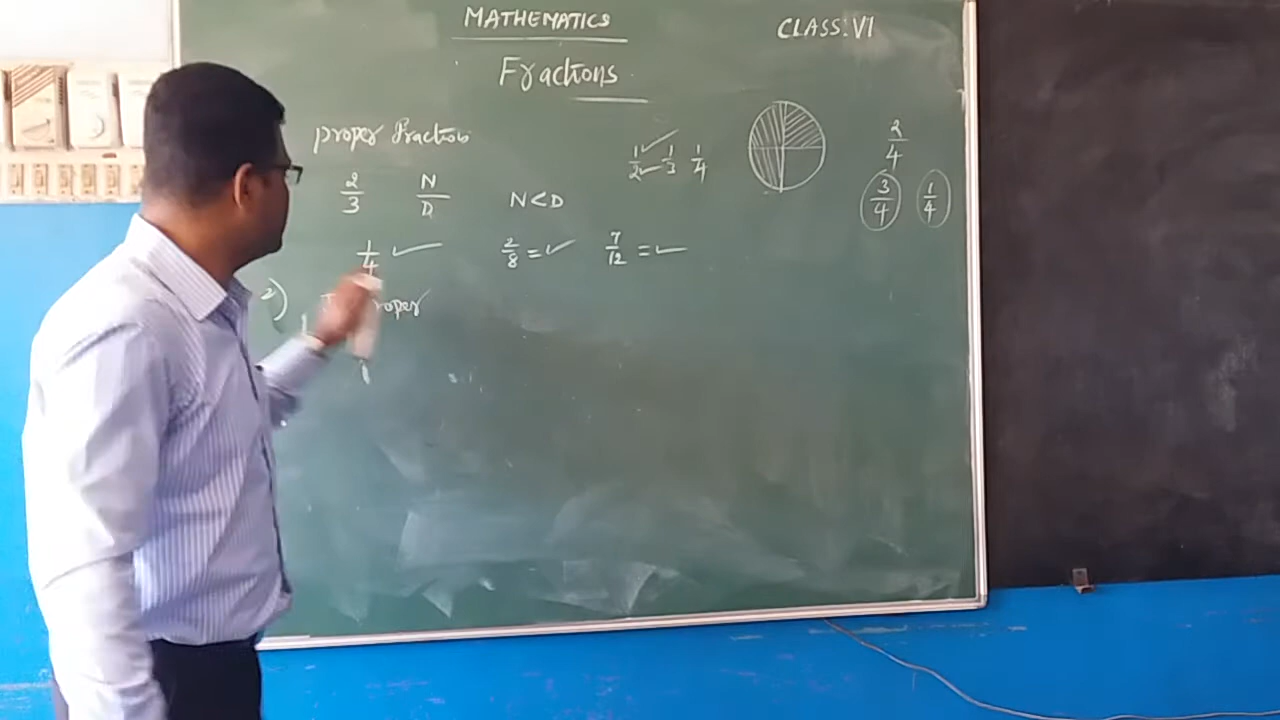 MATHEMATICS
CLASS: VI
Fractions
proper fraction
1/2 ✓ 1/3 1/4
2/4
2/3 N/D N<D
3/4 1/4
1/4 ✓ 2/8 = ✓ 7/12 = ✓
2) roper